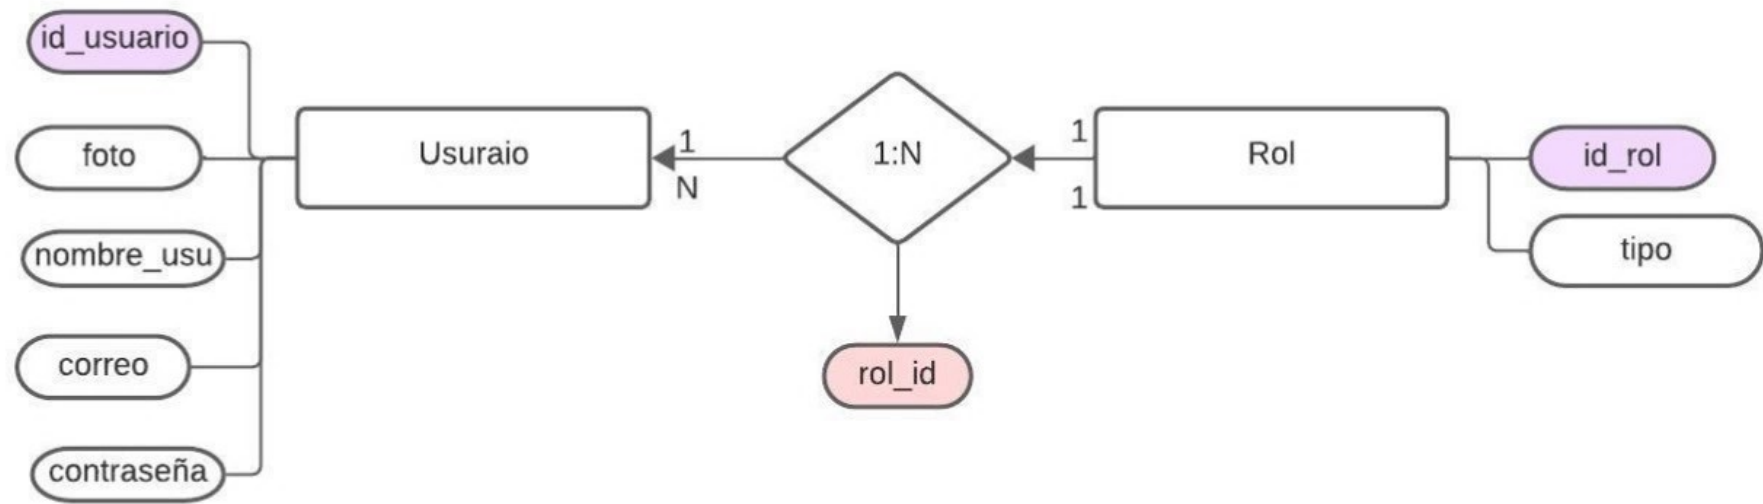 id_usuario
foto
nombre_usu
correo
contraseña
Usuraio
1
N
1:N
rol_id
1
1
Rol
id_rol
tipo